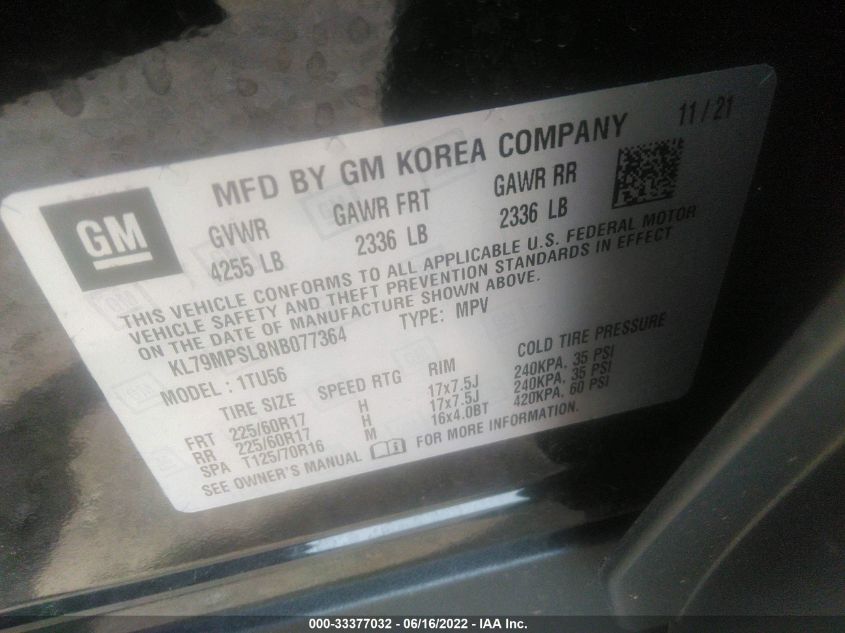 GM
MFD BY GM KOREA COMPANY 11/21
GVWR GAWR FRT GAWR RR
4255 LB 2336 LB 2336 LB
THIS VEHICLE CONFORMS TO ALL APPLICABLE U.S. FEDERAL MOTOR
VEHICLE SAFETY AND THEFT PREVENTION STANDARDS IN EFFECT
ON THE DATE OF MANUFACTURE SHOWN ABOVE.
KL79MPSL8NB077364 TYPE: MPV
MODEL : 1TU56
TIRE SIZE SPEED RTG RIM COLD TIRE PRESSURE
FRT 225/60R17 H 17x7.5J 240KPA, 35 PSI
RR 225/60R17 H 17x7.5J 240KPA, 35 PSI
SPA T125/70R16 M 16x4.0BT 420KPA, 60 PSI
SEE OWNER'S MANUAL FOR MORE INFORMATION.
000-33377032 - 06/16/2022 - IAA Inc.